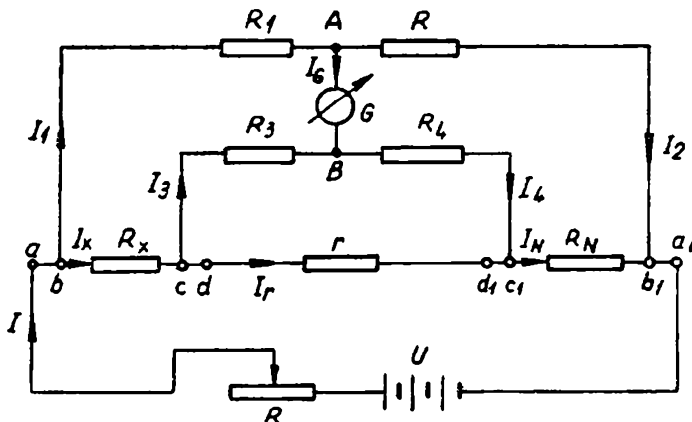 R1 A R
I6 G
R3 R4
I1 I3 B I4 I2
a Ix Rx r IN RN a1
b c d Ir d1 c1 b1
I U
R